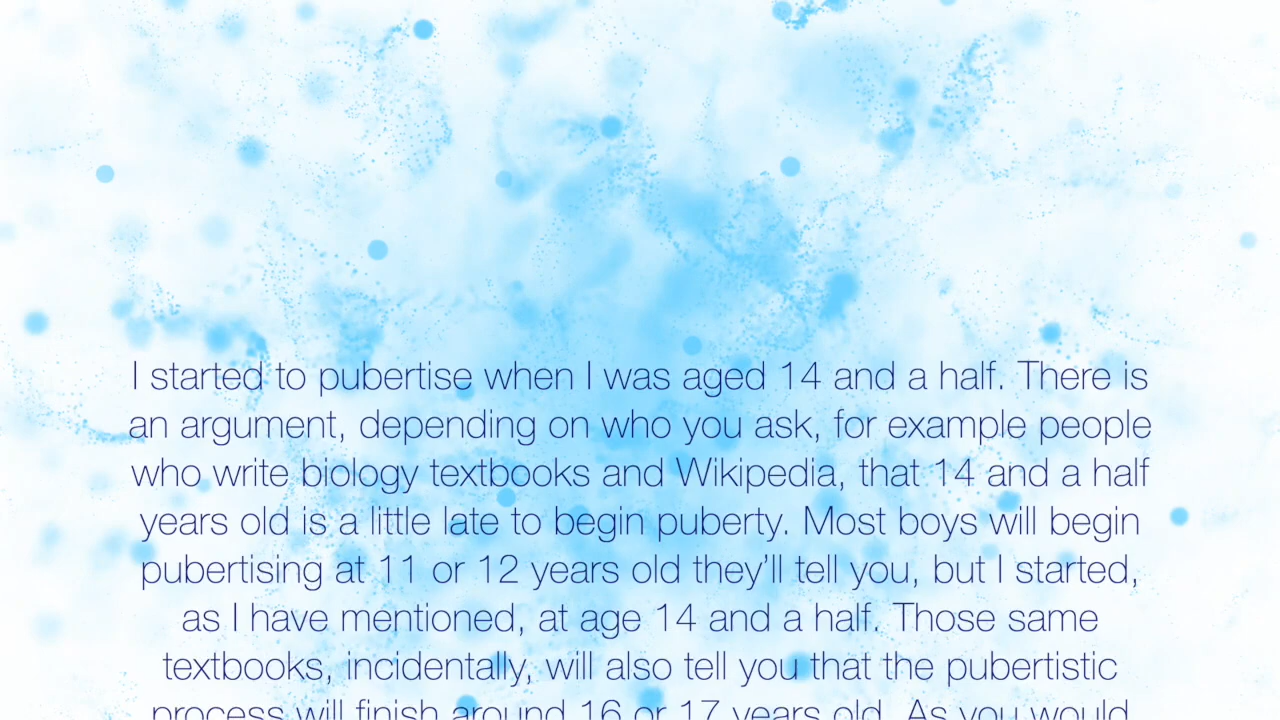 I started to pubertise when I was aged 14 and a half. There is
an argument, depending on who you ask, for example people
who write biology textbooks and Wikipedia, that 14 and a half
years old is a little late to begin puberty. Most boys will begin
pubertising at 11 or 12 years old they’ll tell you, but I started,
as I have mentioned, at age 14 and a half. Those same
textbooks, incidentally, will also tell you that the pubertistic
process will finish around 16 or 17 years old. As you would